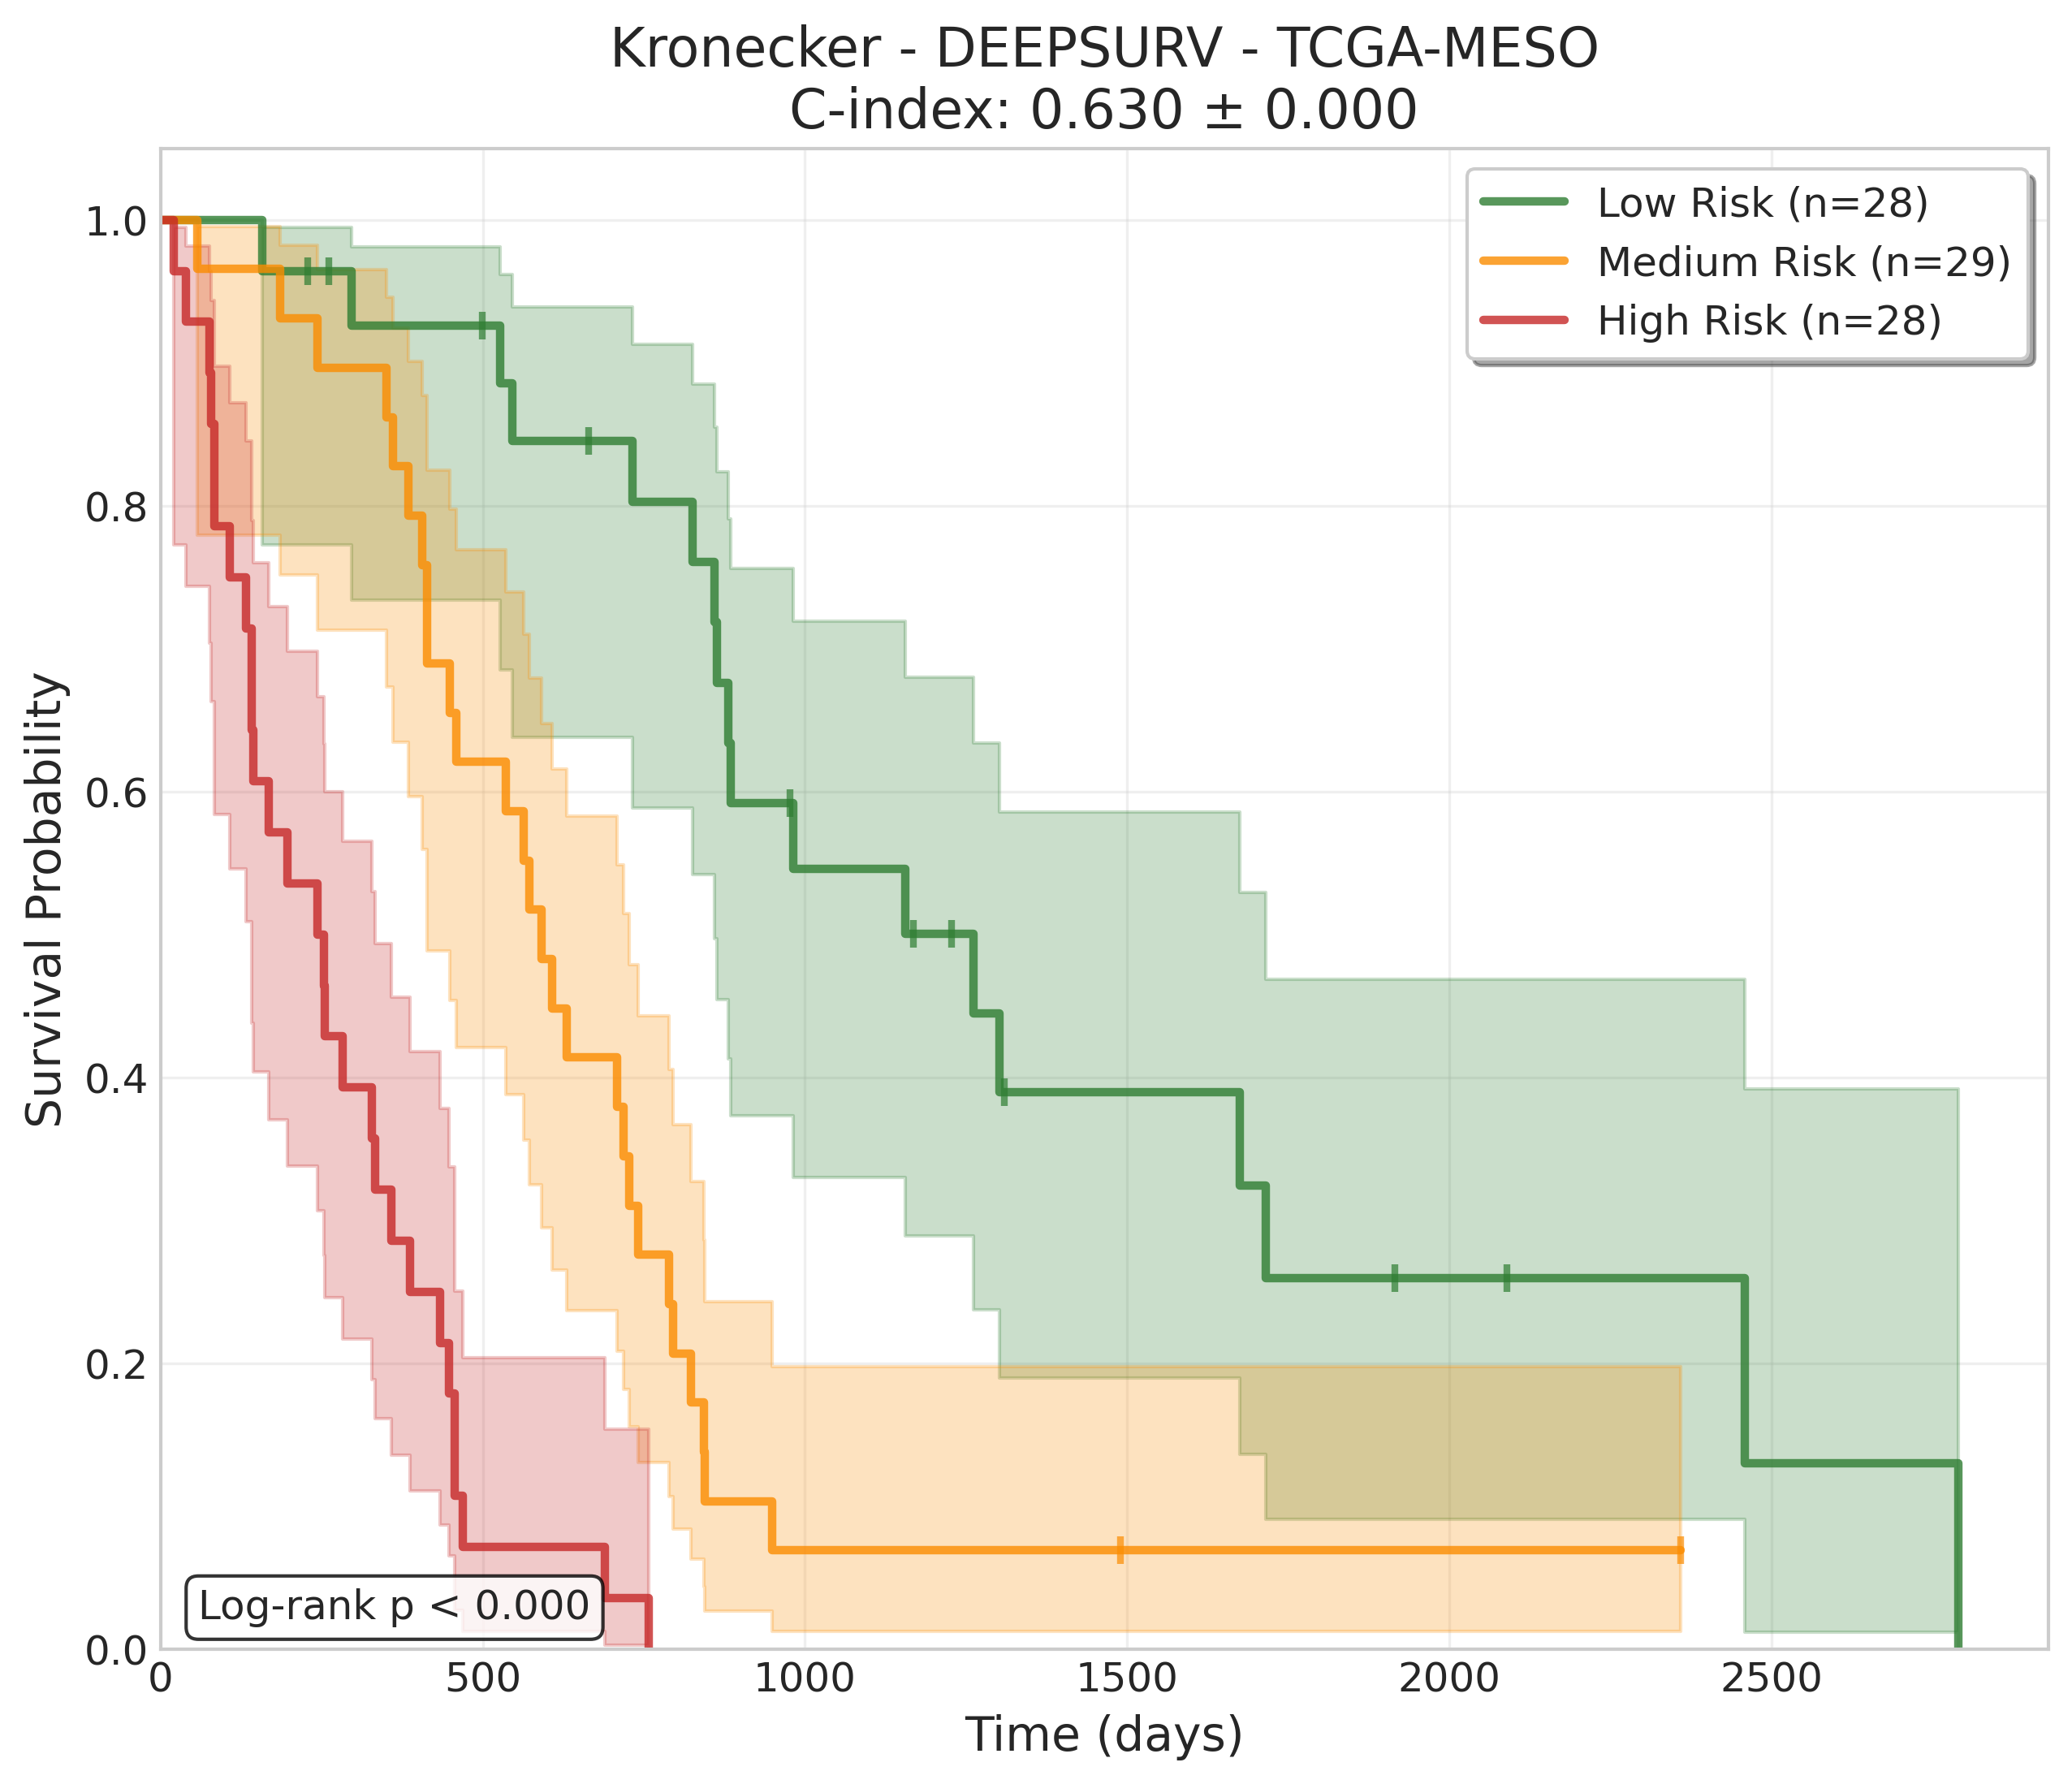 Kronecker - DEEPSURV - TCGA-MESO
C-index: 0.630 ± 0.000
Low Risk (n=28)
Medium Risk (n=29)
High Risk (n=28)
Survival Probability
1.0
0.8
0.6
0.4
0.2
0.0
Log-rank p < 0.000
0 500 1000 1500 2000 2500
Time (days)